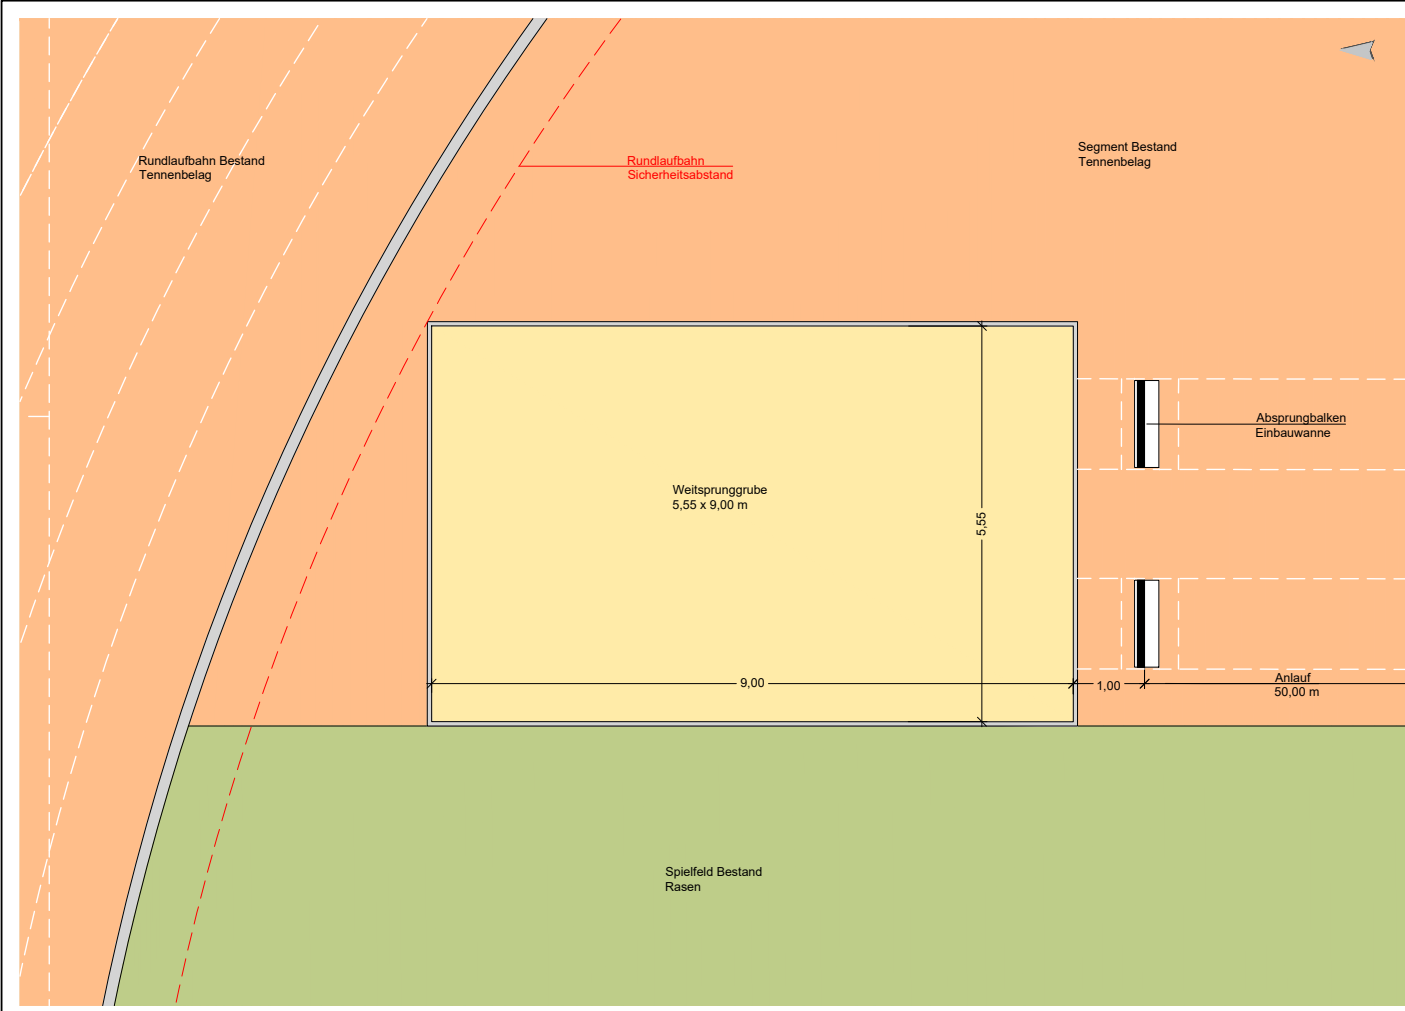 Rundlaufbahn Bestand
Tennenbelag
Rundlaufbahn
Sicherheitsabstand
Segment Bestand
Tennenbelag
Absprungbalken
Einbauwanne
Weitsprunggrube
5,55 x 9,00 m
5,55
9,00
1,00
Anlauf
50,00 m
Spielfeld Bestand
Rasen